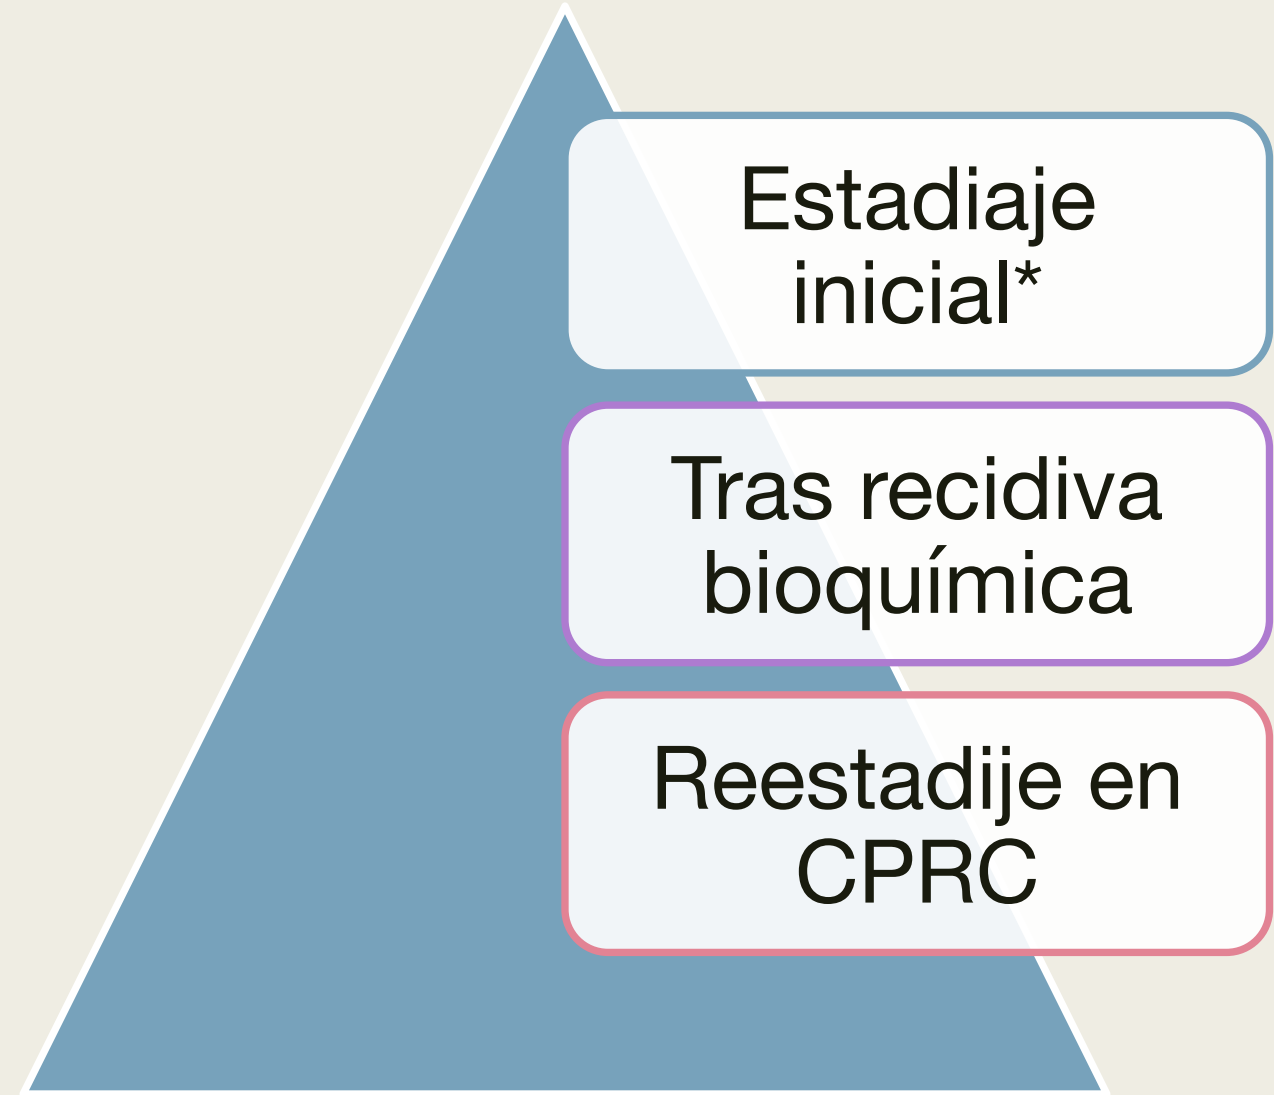 Estadiaje
inicial*
Tras recidiva
bioquímica
Reestadije en
CPRC